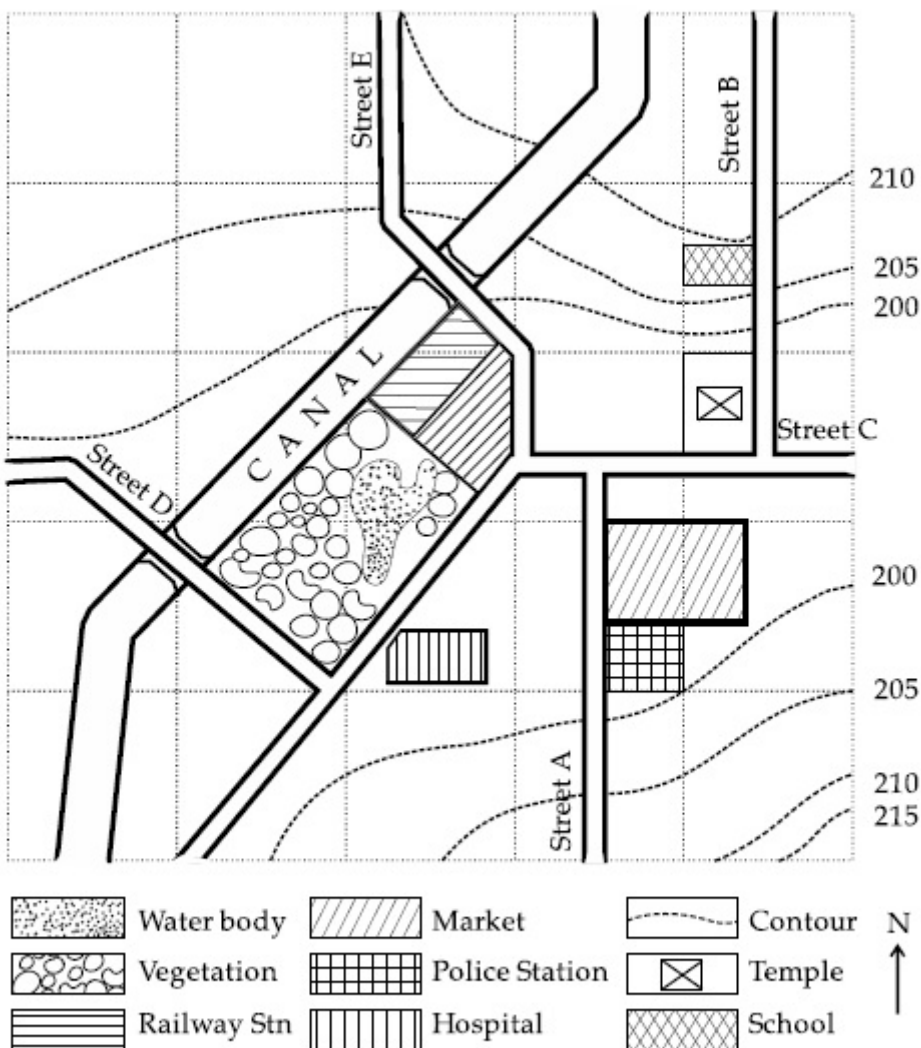 Street E
Street B
210
205
200
CANAL
Street C
Street D
200
205
210
215
Street A
Water body
Market
Contour
N
Vegetation
Police Station
Temple
Railway Stn
Hospital
School